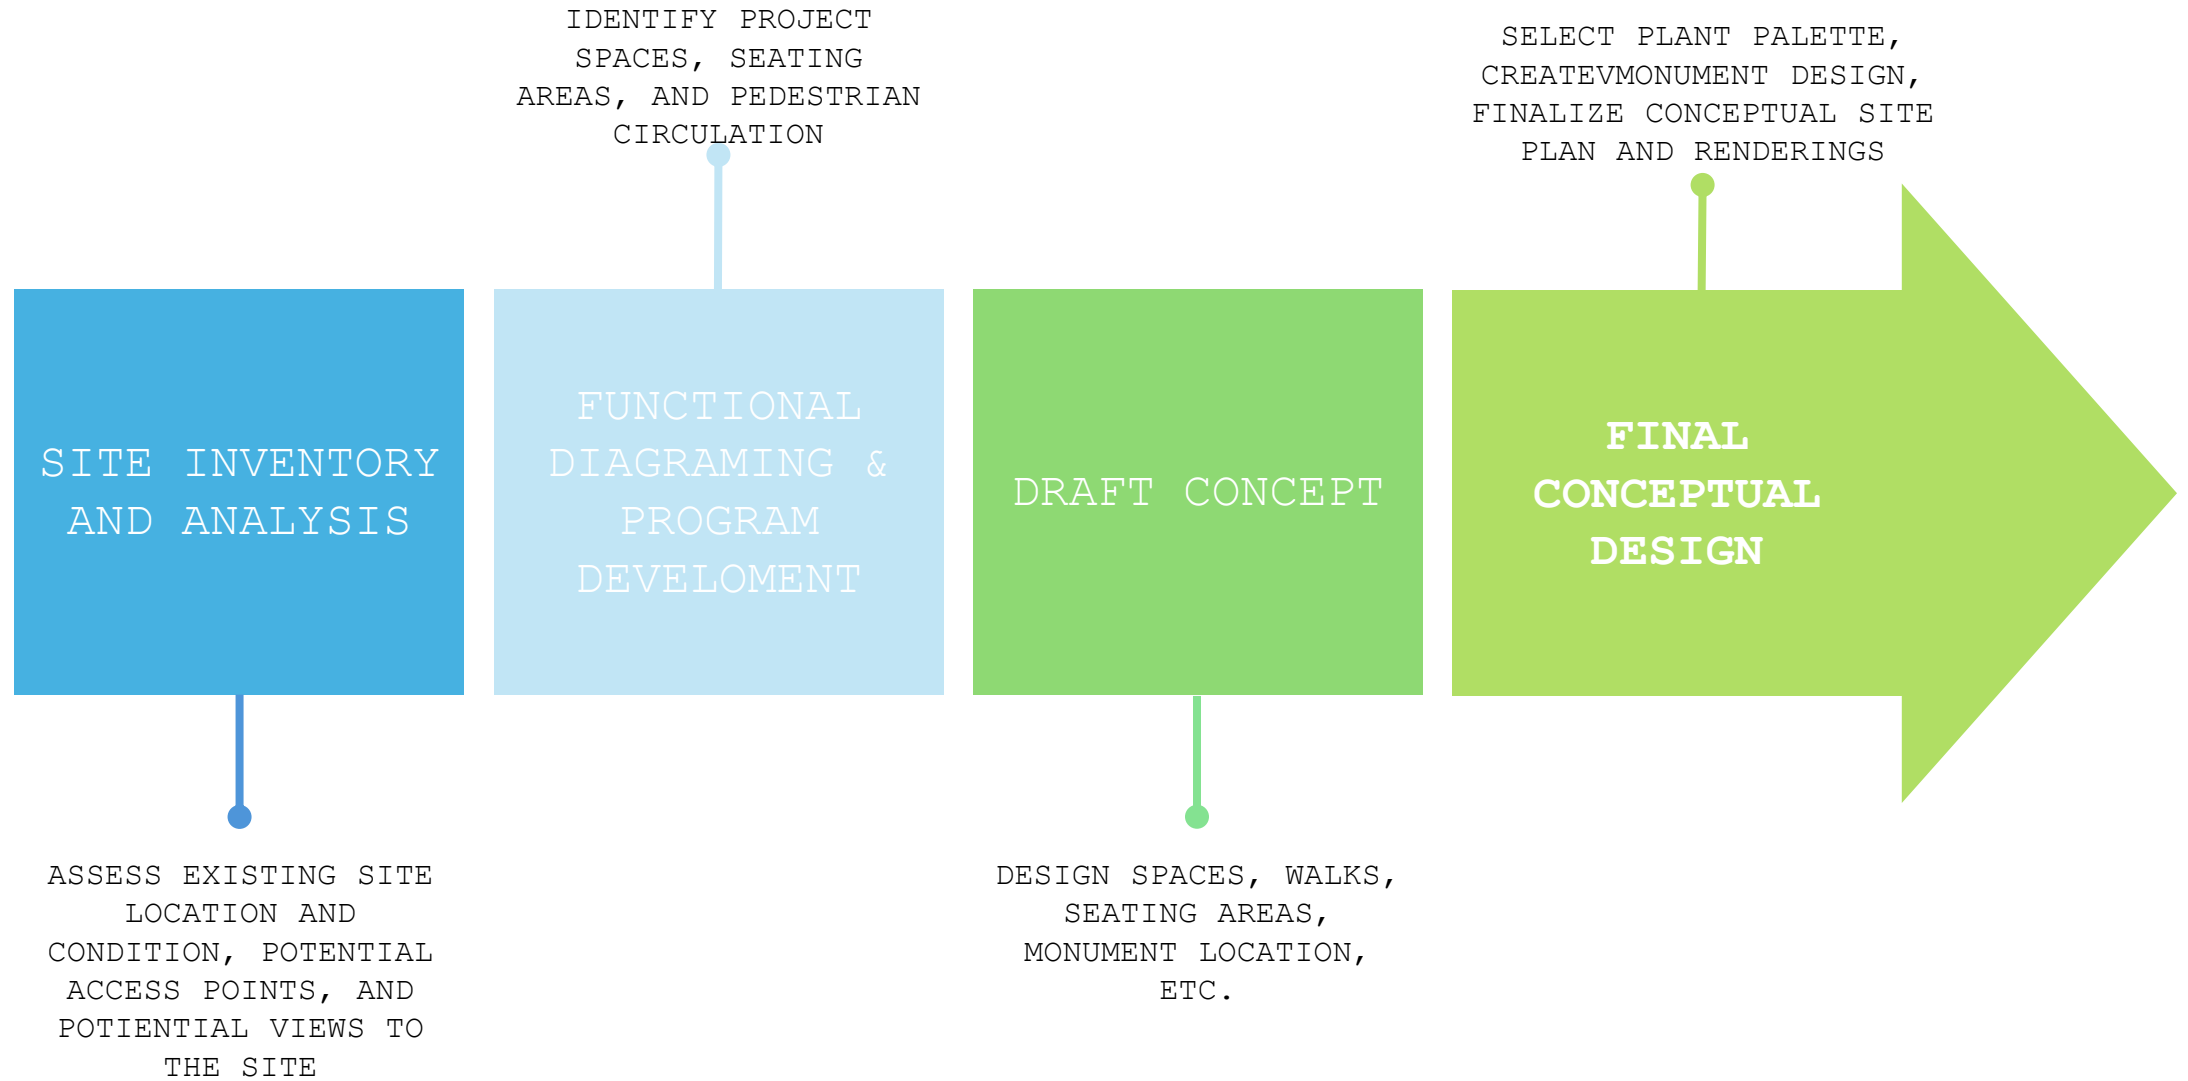 IDENTIFY PROJECT
SPACES, SEATING
AREAS, AND PEDESTRIAN
CIRCULATION
SELECT PLANT PALETTE,
CREATEVMONUMENT DESIGN,
FINALIZE CONCEPTUAL SITE
PLAN AND RENDERINGS
SITE INVENTORY
AND ANALYSIS
FUNCTIONAL
DIAGRAMING &
PROGRAM
DEVELOMENT
DRAFT CONCEPT
FINAL
CONCEPTUAL
DESIGN
ASSESS EXISTING SITE
LOCATION AND
CONDITION, POTENTIAL
ACCESS POINTS, AND
POTIENTIAL VIEWS TO
THE SITE
DESIGN SPACES, WALKS,
SEATING AREAS,
MONUMENT LOCATION,
ETC.